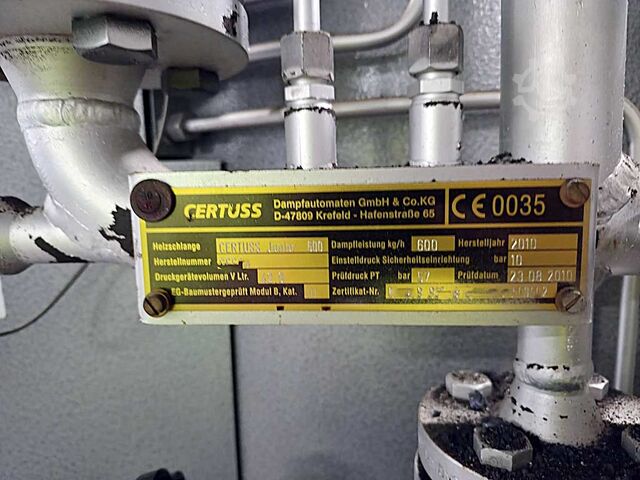 CERTUSS
Dampfautomaten GmbH & Co.KG
D-47809 Krefeld - Hafenstraße 65
CE 0035
Heizschlange CERTUSS Junior 600 Dampfleistung kg/h 600 Herstelljahr 2010
Herstellnummer Einstelldruck Sicherheitseinrichtung bar 10
Druckgerätevolumen V Ltr. Prüfdruck PT bar 57 Prüfdatum 23.08.2010
EG-Baumustergeprüft Modul B, Kat. Zertifikat-Nr.